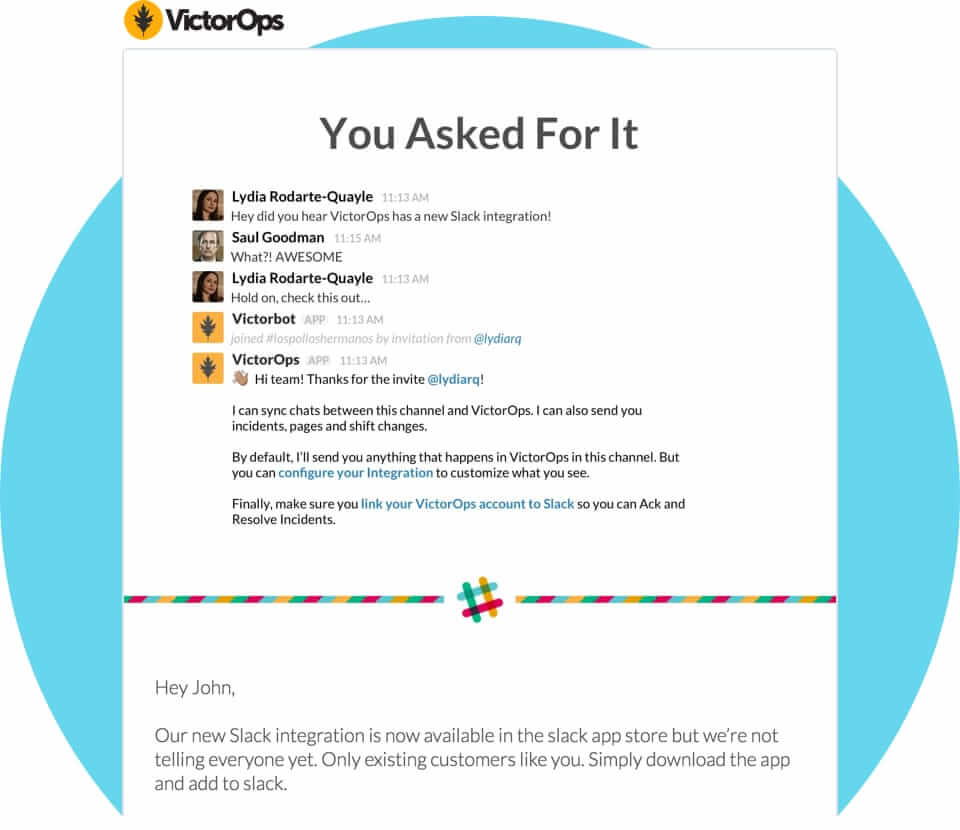 VictorOps
You Asked For It
Lydia Rodarte-Quayle 11:13 AM
Hey did you hear VictorOps has a new Slack integration!
Saul Goodman 11:15 AM
What?! AWESOME
Lydia Rodarte-Quayle 11:13 AM
Hold on, check this out...
Victorbot APP 11:13 AM
joined #lospolloshermanos by invitation from @lydiarq
VictorOps APP 11:13 AM
👋🏽 Hi team! Thanks for the invite @lydiarq!
I can sync chats between this channel and VictorOps. I can also send you
incidents, pages and shift changes.
By default, I'll send you anything that happens in VictorOps in this channel. But
you can configure your Integration to customize what you see.
Finally, make sure you link your VictorOps account to Slack so you can Ack and
Resolve Incidents.
Hey John,
Our new Slack integration is now available in the slack app store but we're not
telling everyone yet. Only existing customers like you. Simply download the app
and add to slack.